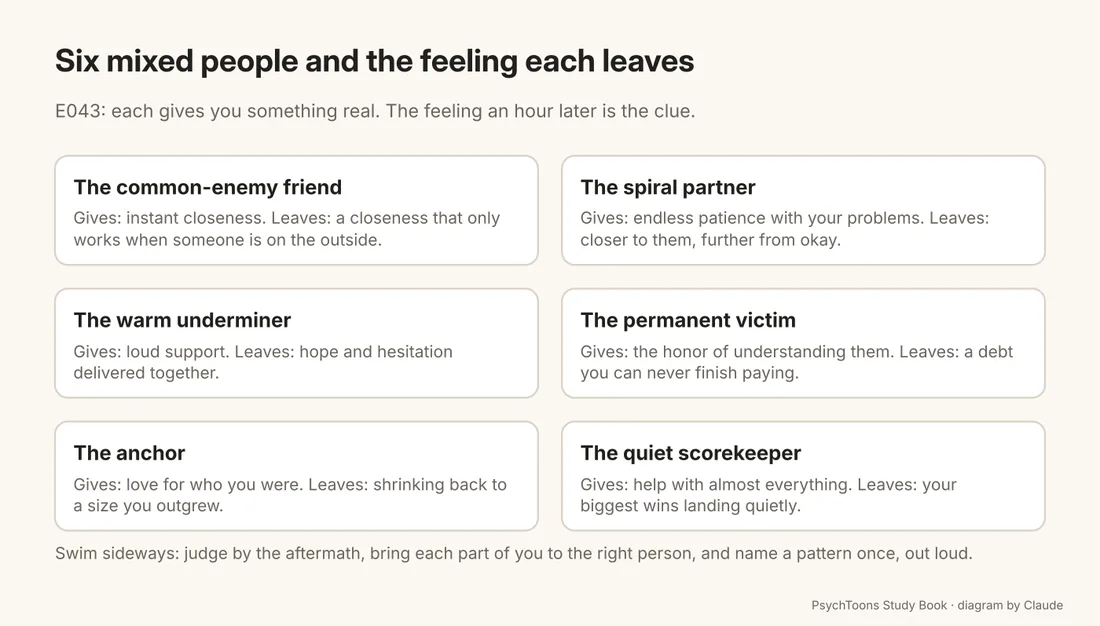 Six mixed people and the feeling each leaves
E043: each gives you something real. The feeling an hour later is the clue.
The common-enemy friend
Gives: instant closeness. Leaves: a closeness that only
works when someone is on the outside.
The spiral partner
Gives: endless patience with your problems. Leaves:
closer to them, further from okay.
The warm underminer
Gives: loud support. Leaves: hope and hesitation
delivered together.
The permanent victim
Gives: the honor of understanding them. Leaves: a debt
you can never finish paying.
The anchor
Gives: love for who you were. Leaves: shrinking back to
a size you outgrew.
The quiet scorekeeper
Gives: help with almost everything. Leaves: your
biggest wins landing quietly.
Swim sideways: judge by the aftermath, bring each part of you to the right person, and name a pattern once, out loud.
PsychToons Study Book · diagram by Claude